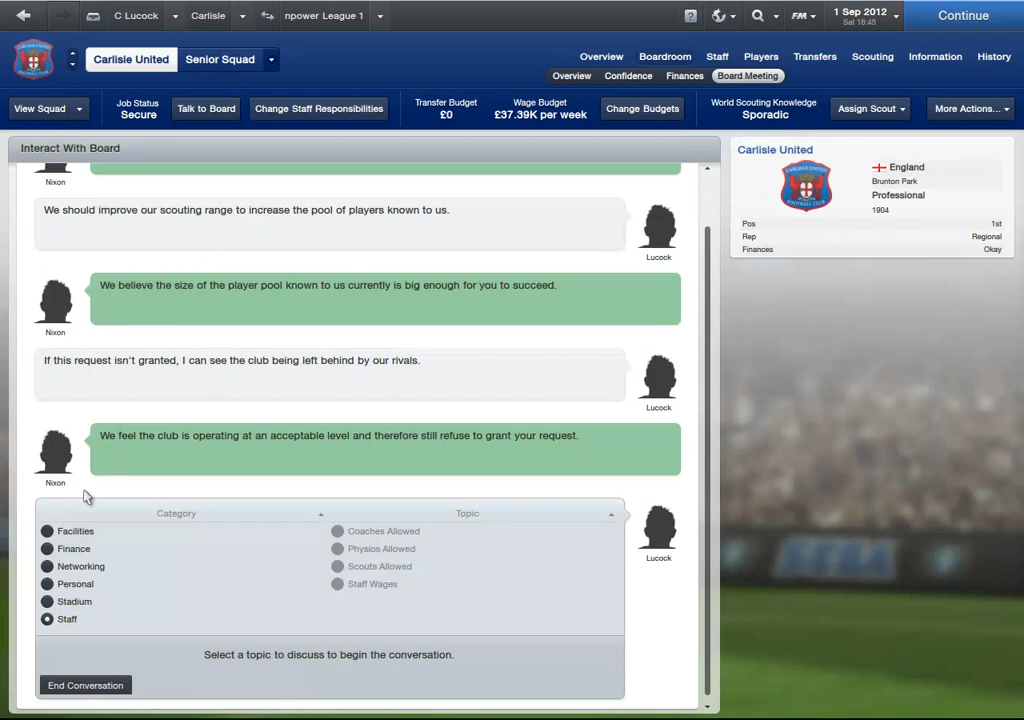 C Lucock
Carlisle
npower League 1
?
FM
1 Sep 2012
Sat 16:45
Continue
Carlisle United
Senior Squad
Overview
Boardroom
Staff
Players
Transfers
Scouting
Information
History
Overview
Confidence
Finances
Board Meeting
View Squad
Job Status
Secure
Talk to Board
Change Staff Responsibilities
Transfer Budget
£0
Wage Budget
£37.39K per week
Change Budgets
World Scouting Knowledge
Sporadic
Assign Scout
More Actions...
Interact With Board
Nixon
We should improve our scouting range to increase the pool of players known to us.
Lucock
We believe the size of the player pool known to us currently is big enough for you to succeed.
Nixon
If this request isn't granted, I can see the club being left behind by our rivals.
Lucock
We feel the club is operating at an acceptable level and therefore still refuse to grant your request.
Nixon
Category
Topic
Facilities
Finance
Networking
Personal
Stadium
Staff
Coaches Allowed
Physios Allowed
Scouts Allowed
Staff Wages
Lucock
Select a topic to discuss to begin the conversation.
End Conversation
Carlisle United
England
Brunton Park
Professional
1904
Pos
1st
Rep
Regional
Finances
Okay
SEGA